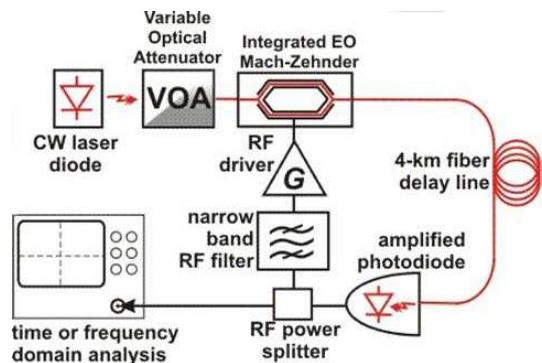 Variable
Optical
Attenuator
Integrated EO
Mach-Zehnder
VOA
CW laser
diode
RF
driver
4-km fiber
delay line
G
narrow
band
RF filter
amplified
photodiode
time or frequency
domain analysis
RF power
splitter